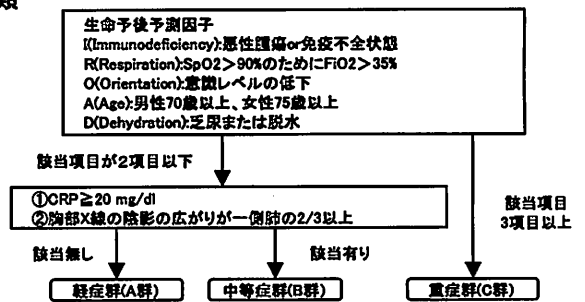 類
生命予後予測因子
I(Immunodeficiency):悪性腫瘍or免疫不全状態
R(Respiration):SpO2>90%のためにFiO2>35%
O(Orientation):意識レベルの低下
A(Age):男性70歳以上、女性75歳以上
D(Dehydration):乏尿または脱水
該当項目が2項目以下
①CRP≧20 mg/dl
②胸部X線の陰影の広がりが一側肺の2/3以上
該当項目
3項目以上
該当無し
該当有り
軽症群(A群)
中等症群(B群)
重症群(C群)